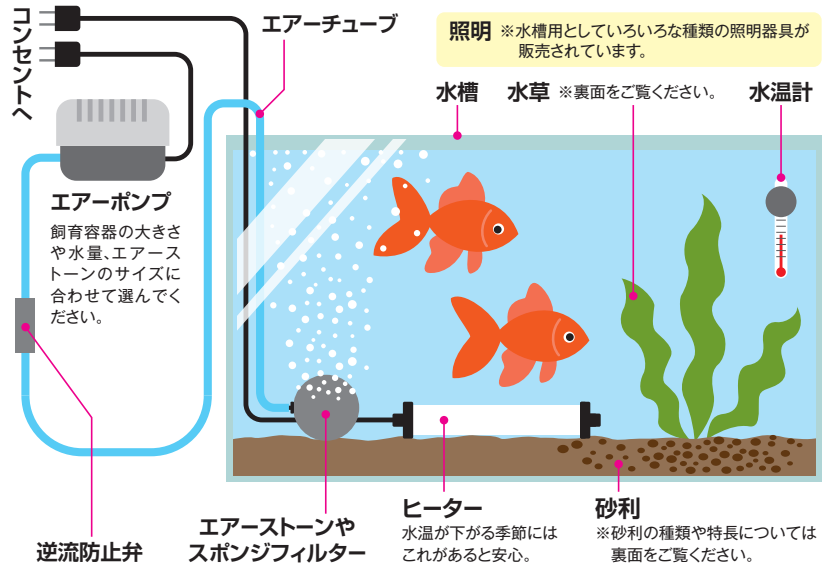 コンセントへ
エアーチューブ
照明 ※水槽用としていろいろな種類の照明器具が
販売されています。
水槽
水草 ※裏面をご覧ください。
水温計
エアーポンプ
飼育容器の大きさ
や水量、エアース
トーンのサイズに
合わせて選んでく
ださい。
逆流防止弁
エアーストーンや
スポンジフィルター
ヒーター
水温が下がる季節には
これがあると安心。
砂利
※砂利の種類や特長については
裏面をご覧ください。